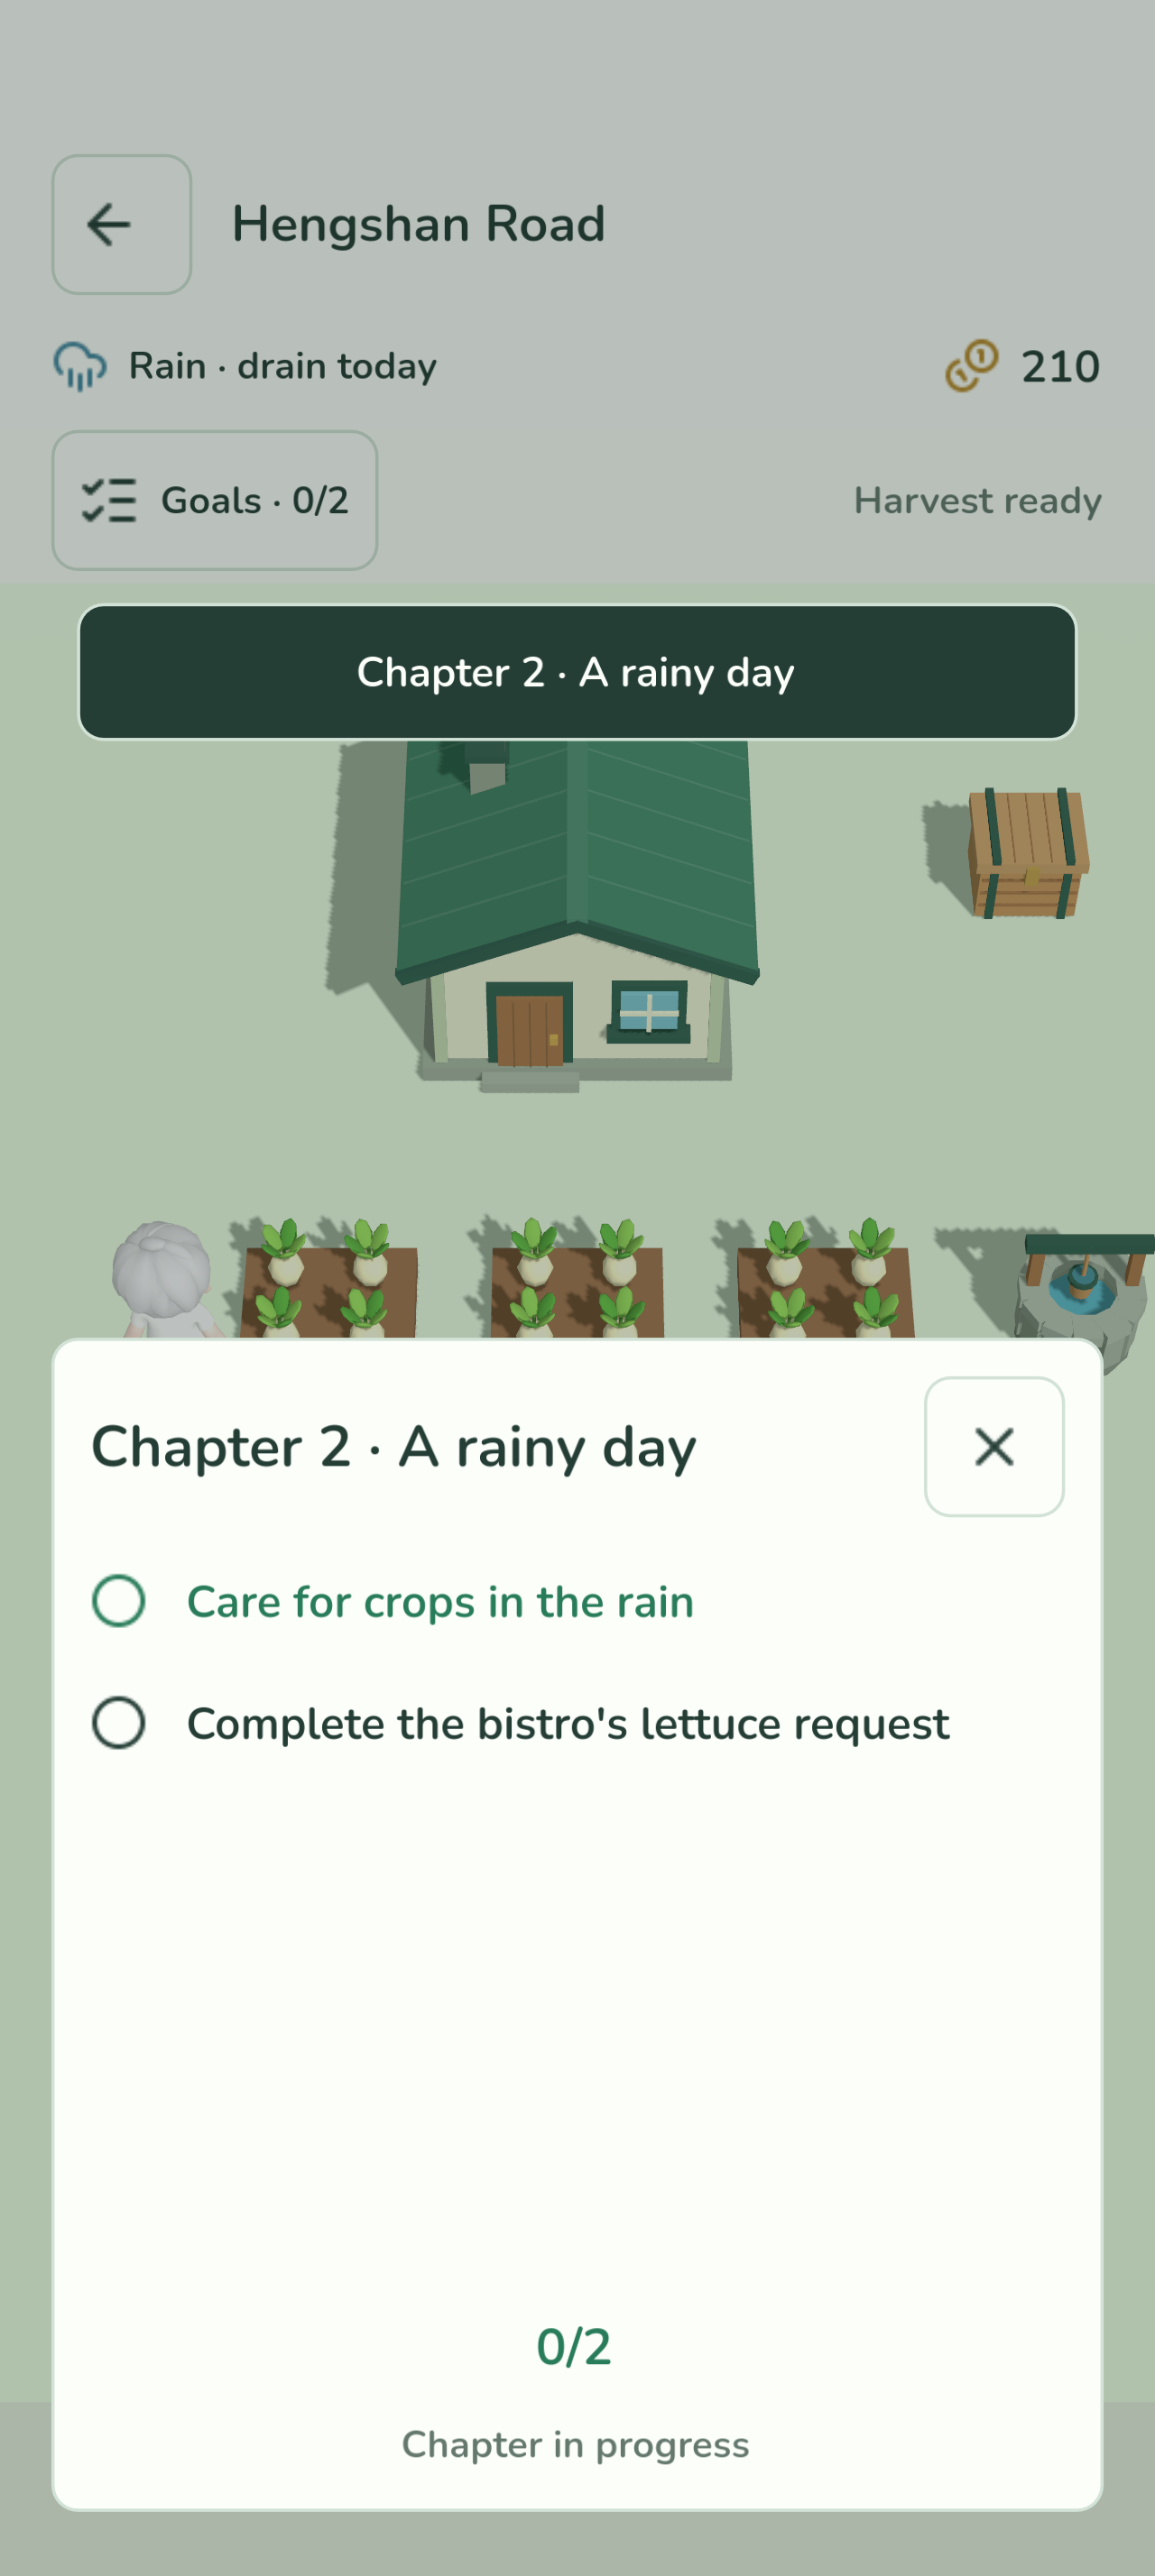 Hengshan Road
Rain · drain today
210
Goals · 0/2
Harvest ready
Chapter 2 · A rainy day
Chapter 2 · A rainy day
Care for crops in the rain
Complete the bistro's lettuce request
0/2
Chapter in progress